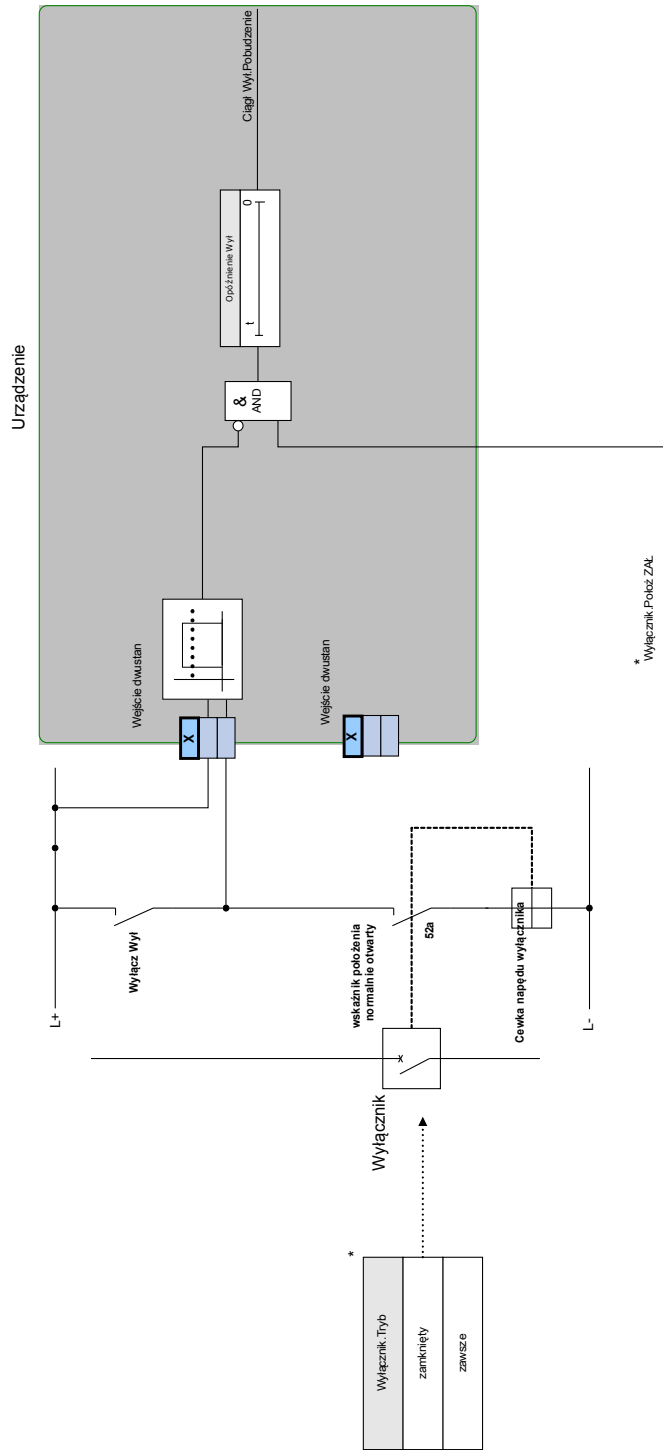 Urządzenie
Ciągł Wył.Pobudzenie
Opóźnienie Wył
t
0
&
AND
Wejście dwustan
X
Wejście dwustan
X
L+
Wyłącz Wył
wskaźnik położenia
normalnie otwarty
52a
Cewka napędu wyłącznika
L-
Wyłącznik
*
Wyłącznik.Tryb
zamknięty
zawsze
*
Wyłącznik.Położ ZAŁ